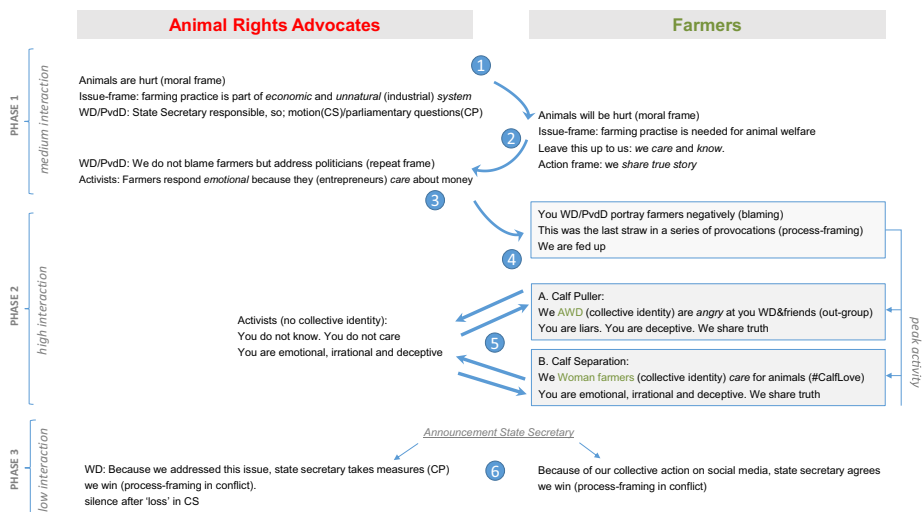 Animal Rights Advocates
Farmers
PHASE 1
medium interaction
1
Animals are hurt (moral frame)
Issue-frame: farming practice is part of economic and unnatural (industrial) system
WD/PvdD: State Secretary responsible, so; motion(CS)/parliamentary questions(CP)
Animals will be hurt (moral frame)
Issue-frame: farming practise is needed for animal welfare
Leave this up to us: we care and know.
Action frame: we share true story
2
WD/PvdD: We do not blame farmers but address politicians (repeat frame)
Activists: Farmers respond emotional because they (entrepreneurs) care about money
3
PHASE 2
high interaction
You WD/PvdD portray farmers negatively (blaming)
This was the last straw in a series of provocations (process-framing)
We are fed up
4
A. Calf Puller:
We AWD (collective identity) are angry at you WD&friends (out-group)
You are liars. You are deceptive. We share truth
Activists (no collective identity):
You do not know. You do not care
You are emotional, irrational and deceptive
5
B. Calf Separation:
We Woman farmers (collective identity) care for animals (#CalfLove)
You are emotional, irrational and deceptive. We share truth
peak activity
PHASE 3
low interaction
Announcement State Secretary
WD: Because we addressed this issue, state secretary takes measures (CP)
we win (process-framing in conflict).
silence after ‘loss’ in CS
6
Because of our collective action on social media, state secretary agrees
we win (process-framing in conflict)